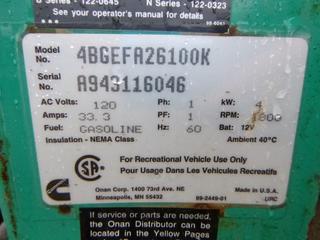 Series - 122-0645 N Series - 122-0323
See your operator's manual for details
Model No. 4BGEFA26100K
Serial No. A943116046
AC Volts: 120 Ph: 1 kW: 4
Amps: 33.3 PF: 1 RPM: 1800
Fuel: GASOLINE Hz: 60 Bat: 12V
Insulation - NEMA Class Ambient 40°C
For Recreational Vehicle Use Only
Pour Usage Dans Les Vehicules Recreatifs
Onan Corp. 1400 73rd Ave. NE Made in U.S.A.
Minneapolis, MN 55432 99-2449-01 URC
If service or parts are needed,
the Onan Distributor can be
located in the Yellow Pages